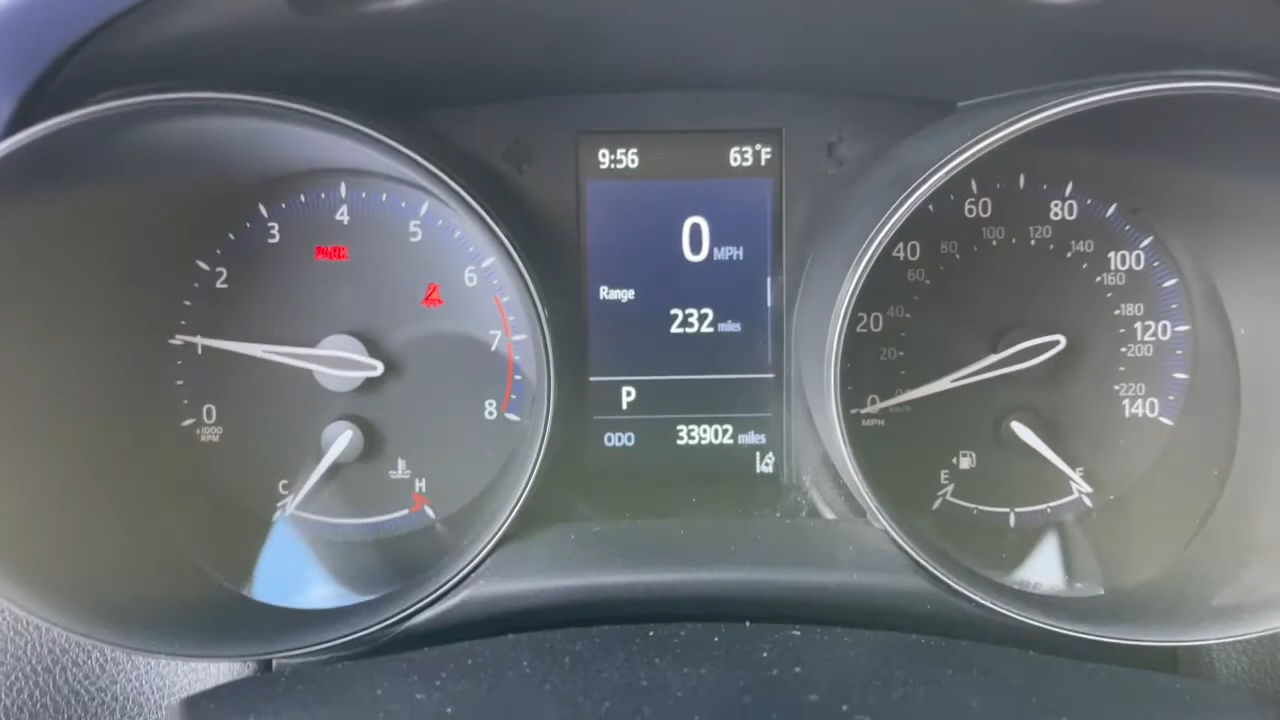 9:56 63°F
0 MPH
Range
232 miles
P
ODO 33902 miles
0 1 2 3 4 5 6 7 8
x1000
RPM
PARK
C H
0 20 40 60 80 100 120 140
MPH
20 40 60 80 100 120 140 160 180 200 220
km/h
E F